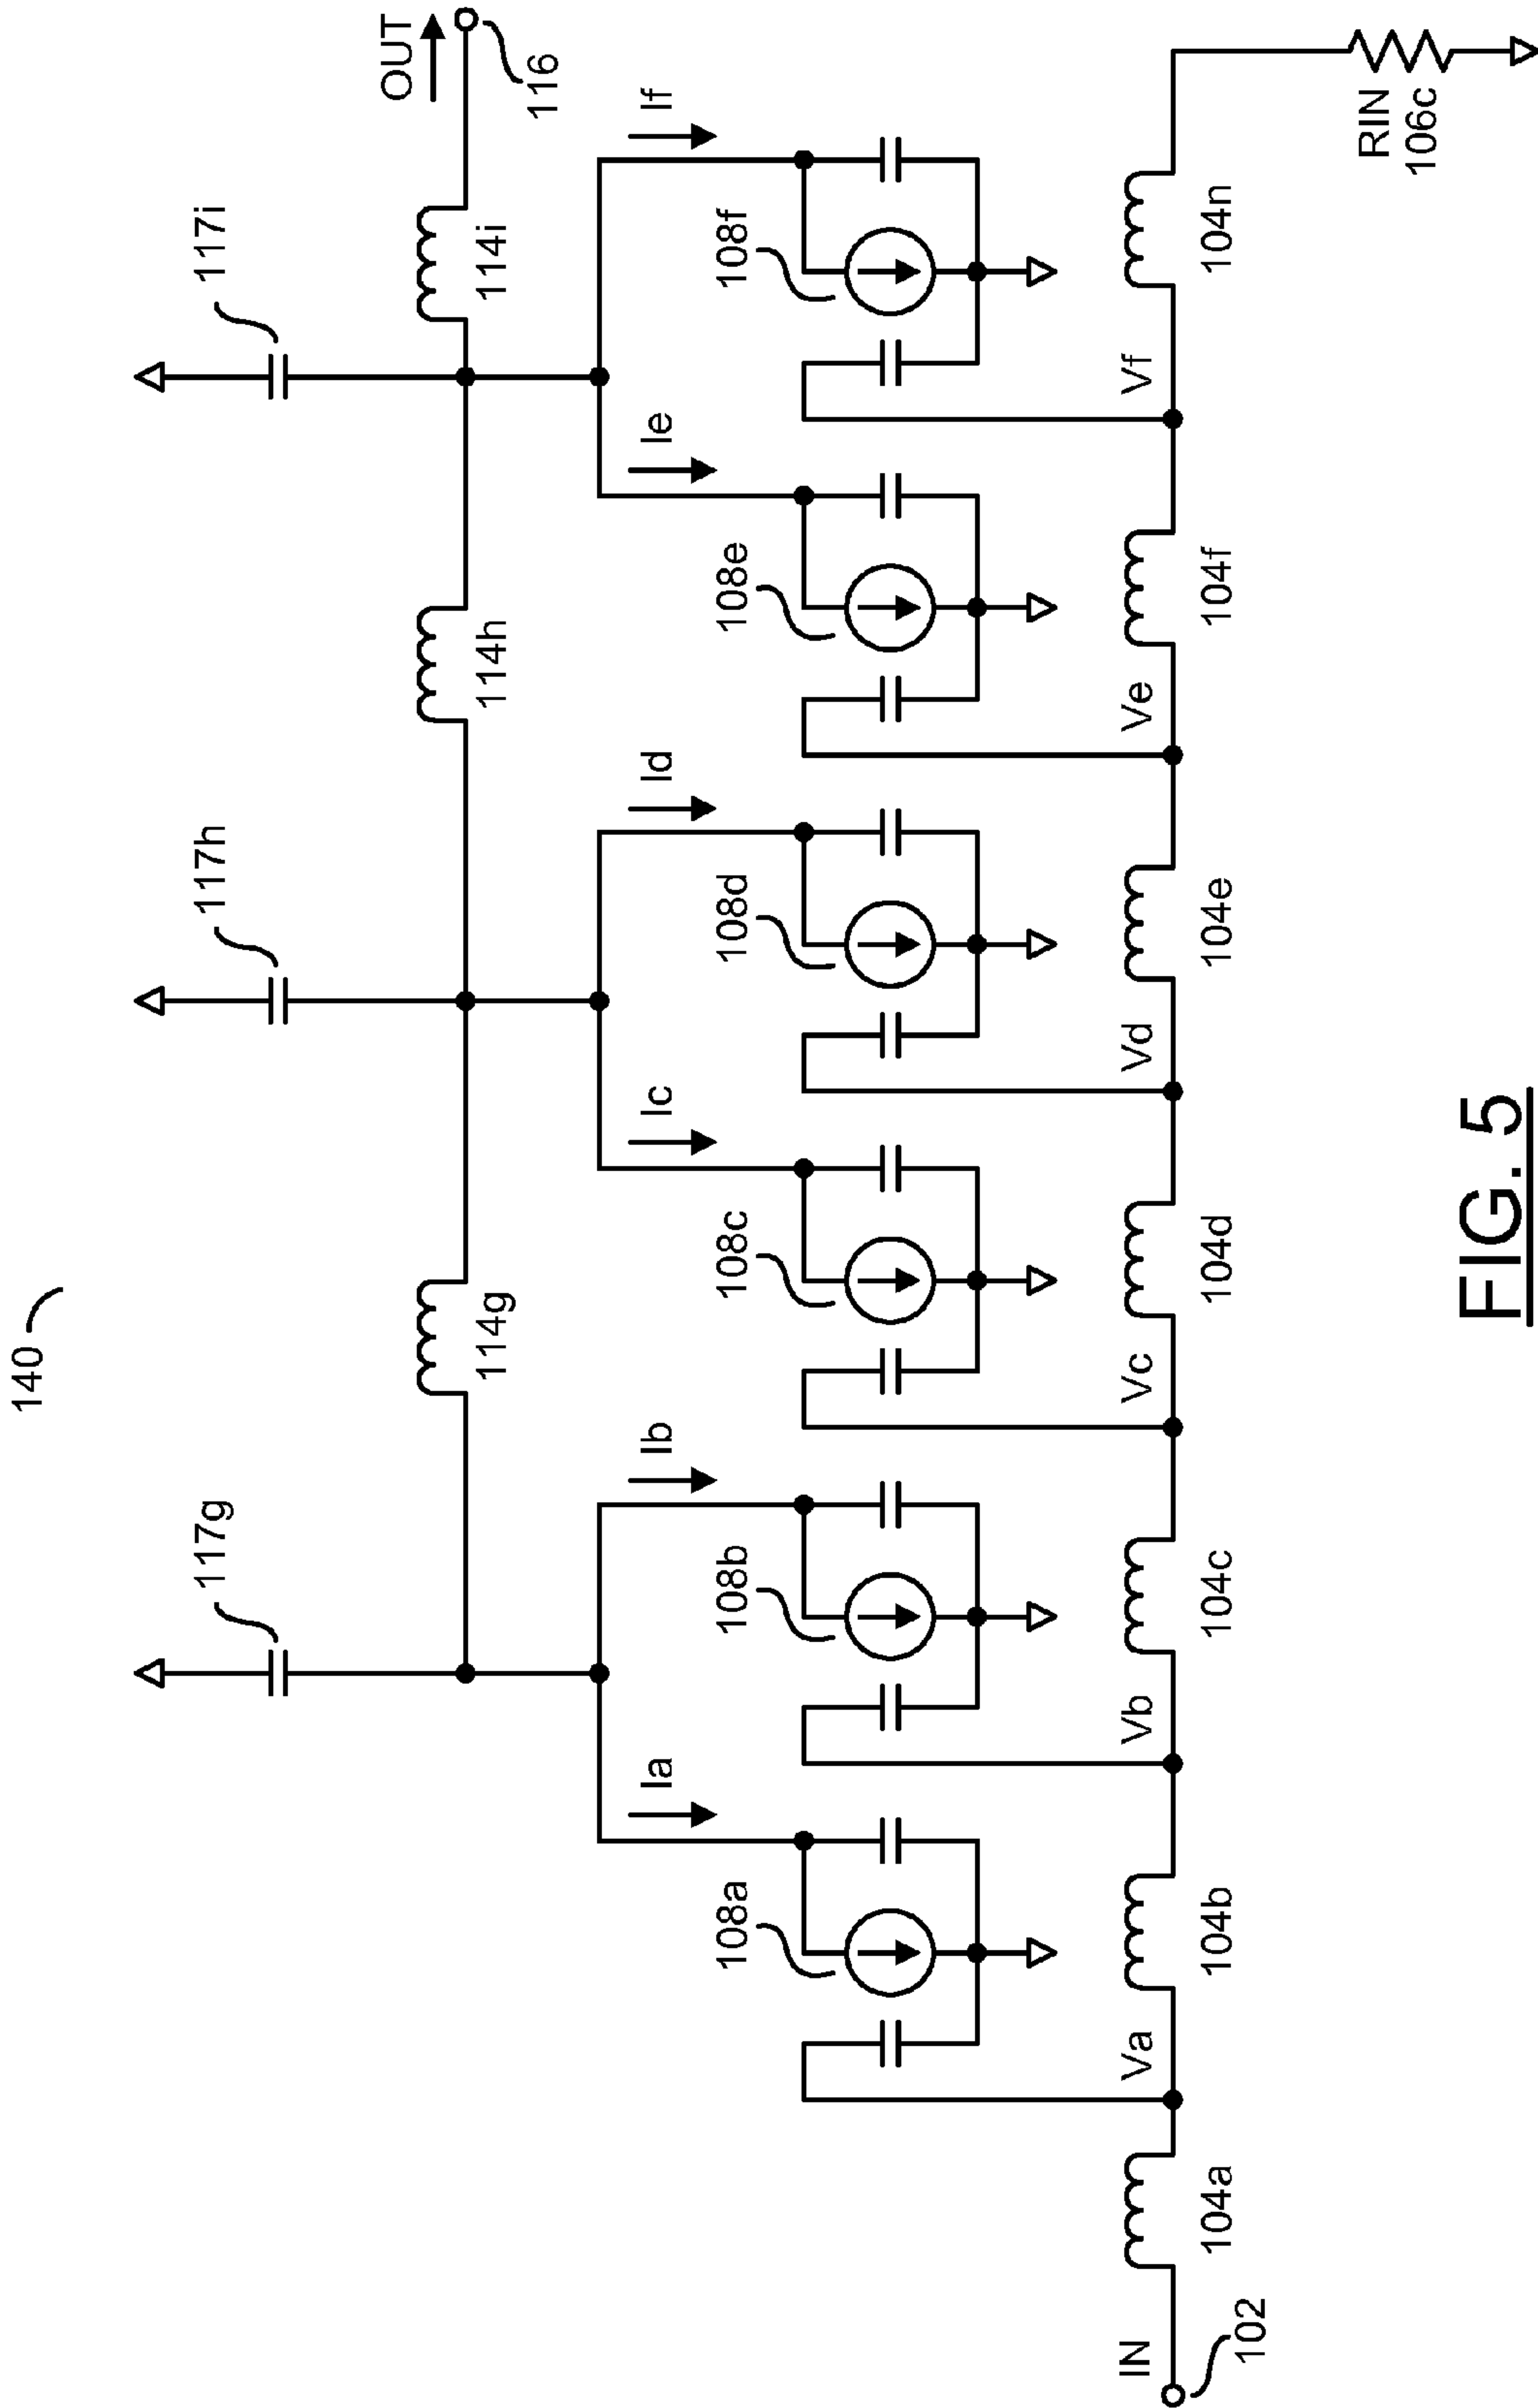 140
117g
117h
117i
OUT
116
114g
114h
114i
Ia
Ib
Ic
Id
Ie
If
108a
108b
108c
108d
108e
108f
IN
102
Va
Vb
Vc
Vd
Ve
Vf
104a
104b
104c
104d
104e
104f
104n
RIN
106c
FIG. 5